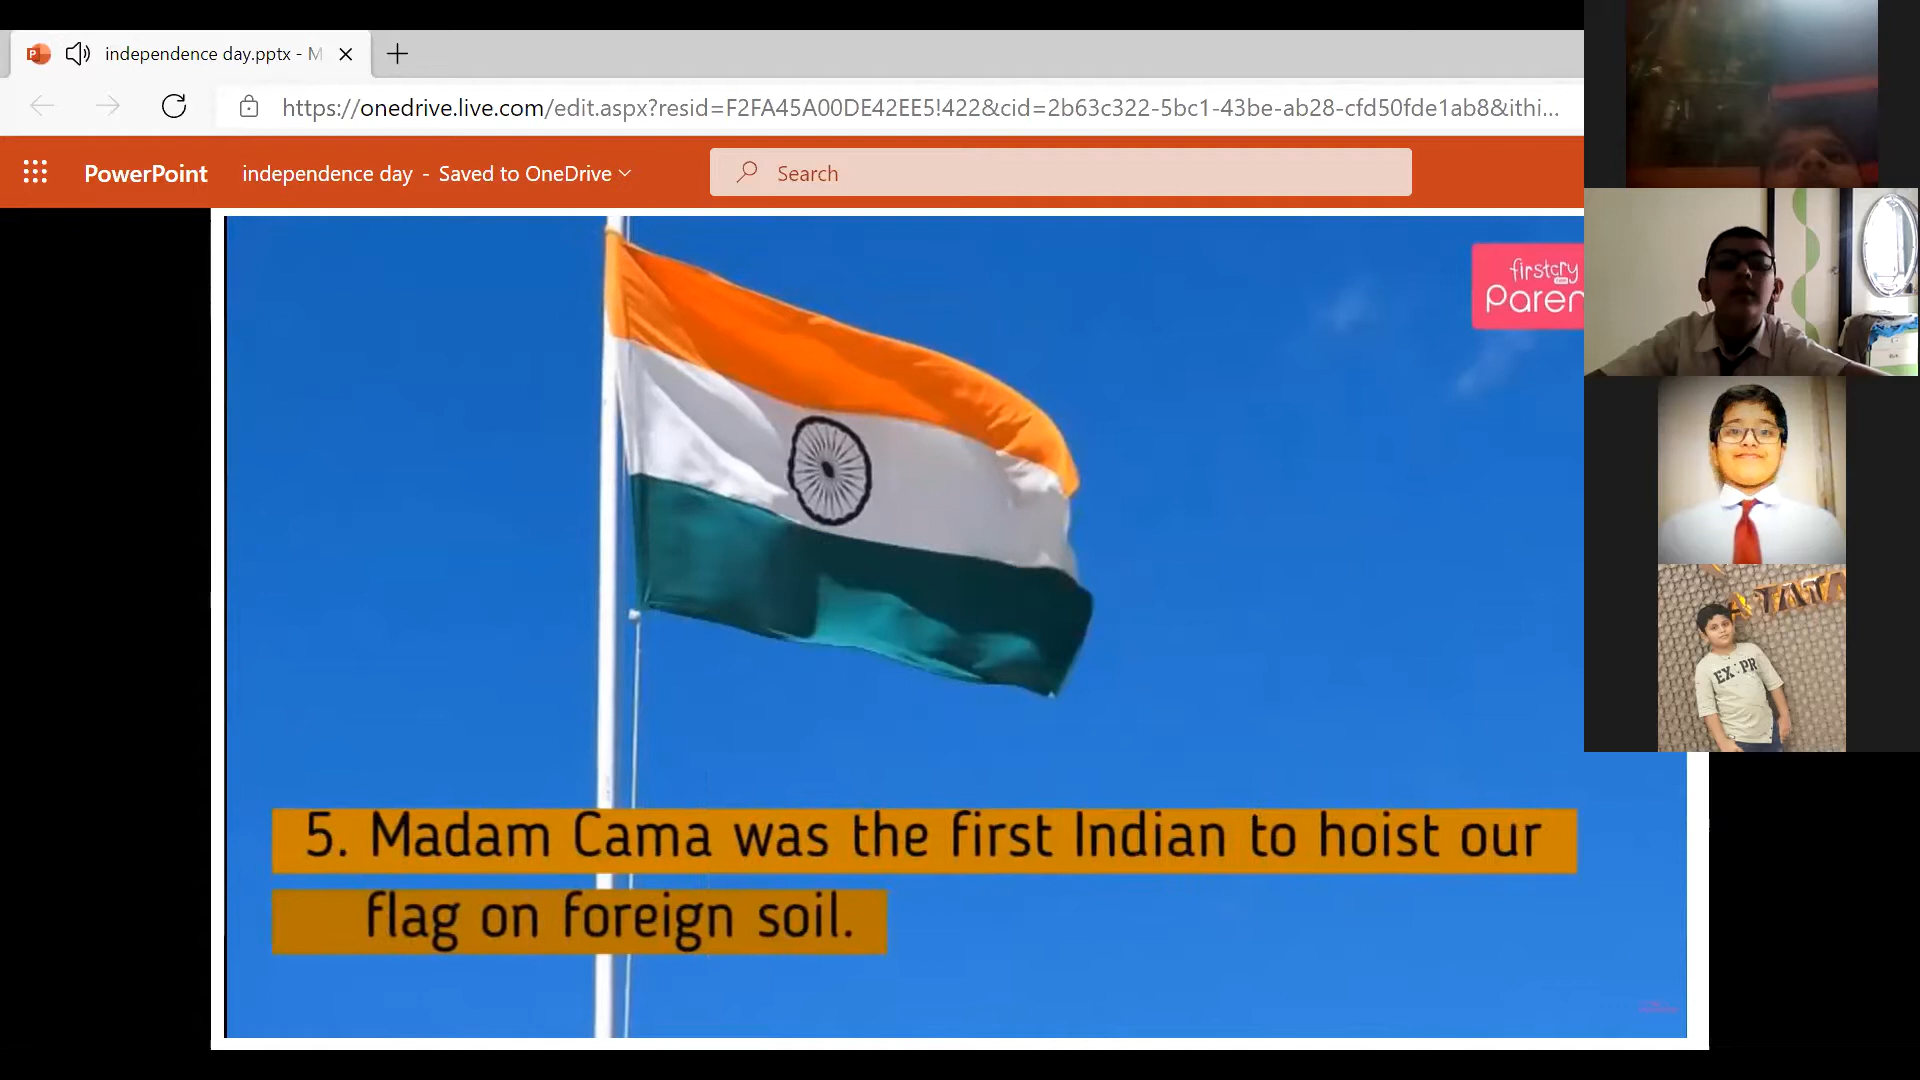 independence day.pptx - M
https://onedrive.live.com/edit.aspx?resid=F2FA45A00DE42EE5!422&cid=2b63c322-5bc1-43be-ab28-cfd50fde1ab8&ithi...
PowerPoint
independence day - Saved to OneDrive
Search
firstcry
.com
Paren
TATA
EX PR
5. Madam Cama was the first Indian to hoist our
flag on foreign soil.